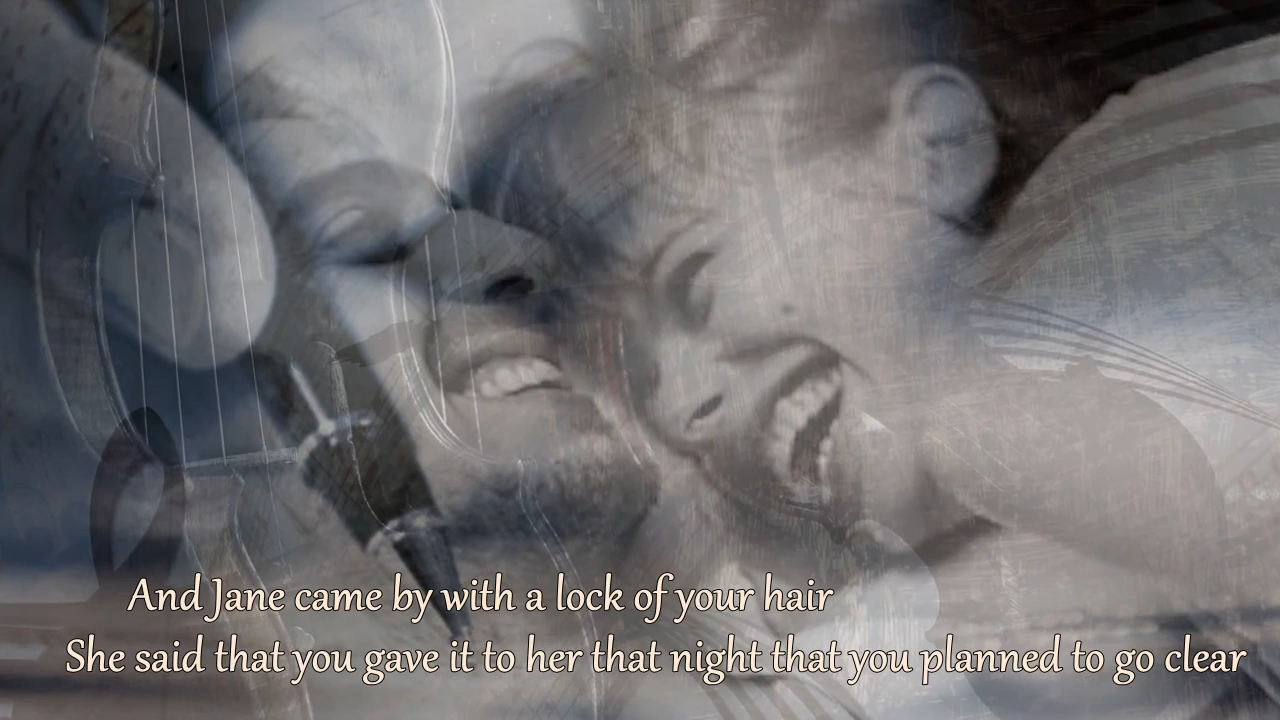 And Jane came by with a lock of your hair
She said that you gave it to her that night that you planned to go clear